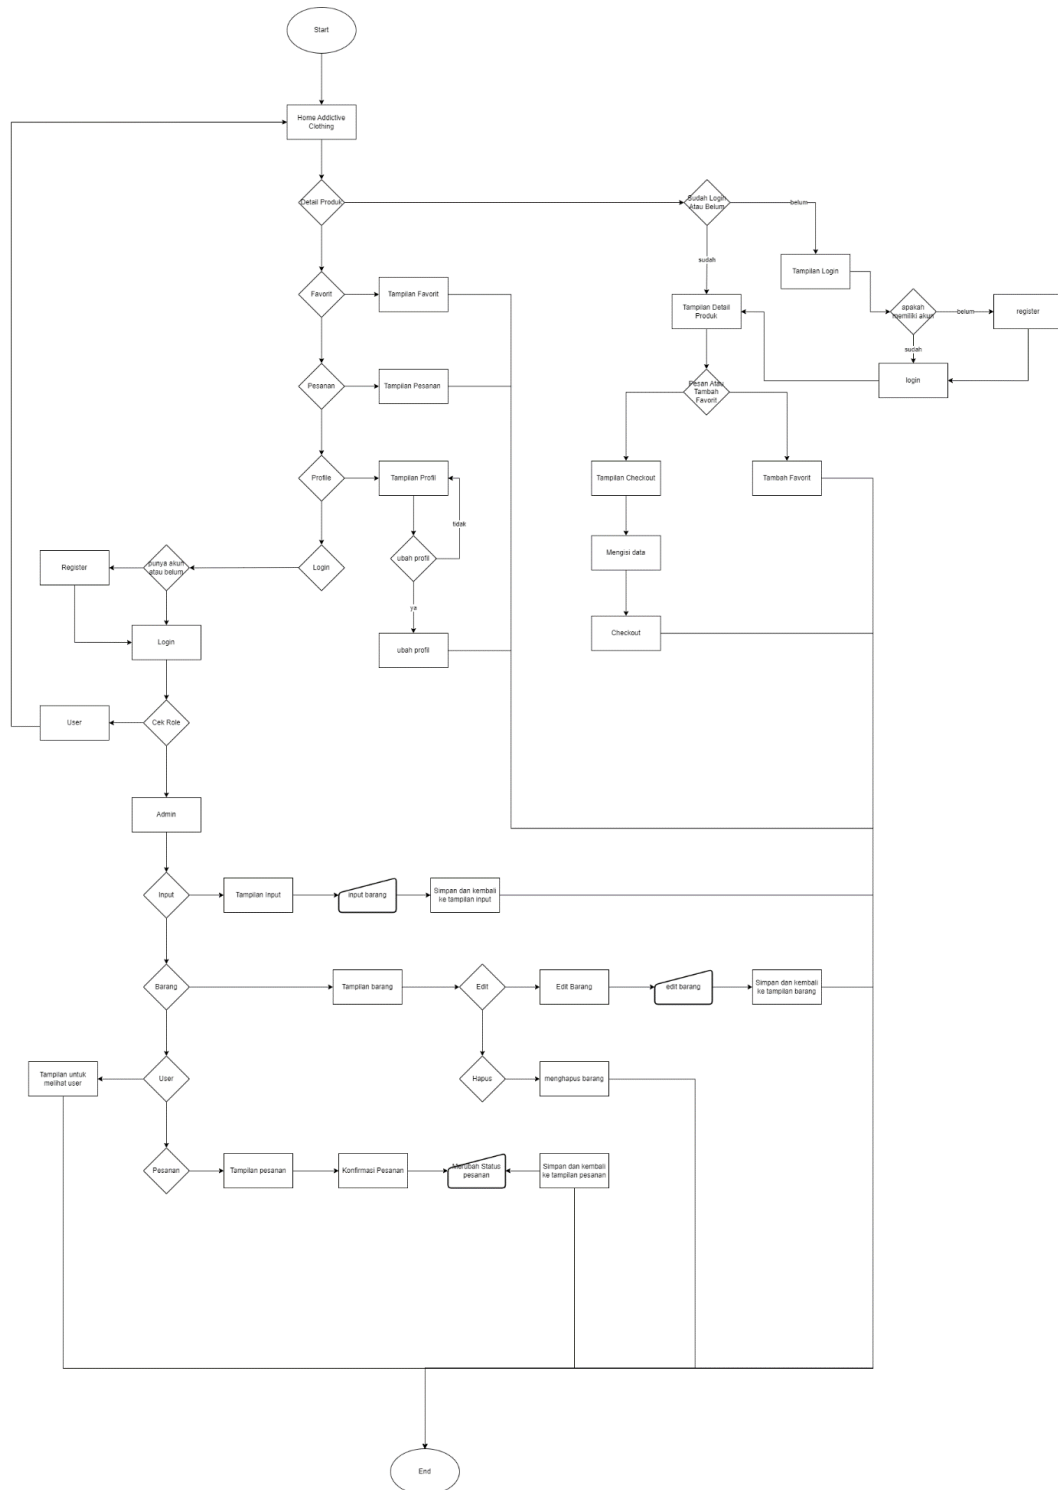 Start
Home Addictive
Clothing
Detail Produk
Sudah Login
Atau Belum
belum
sudah
Tampilan Login
Favorit
Tampilan Favorit
Tampilan Detail
Produk
apakah
memiliki akun
belum
register
sudah
login
Pesanan
Tampilan Pesanan
Pesan Atau
Tambah
Favorit
Profile
Tampilan Profil
Tampilan Checkout
Tambah Favorit
tidak
Mengisi data
ubah profil
Login
punya akun
atau belum
Register
ya
Checkout
Login
ubah profil
User
Cek Role
Admin
Input
Tampilan Input
input barang
Simpan dan kembali
ke tampilan input
Barang
Tampilan barang
Edit
Edit Barang
edit barang
Simpan dan kembali
ke tampilan barang
Tampilan untuk
melihat user
User
Hapus
menghapus barang
Pesanan
Tampilan pesanan
Konfirmasi Pesanan
Merubah Status
pesanan
Simpan dan kembali
ke tampilan pesanan
End